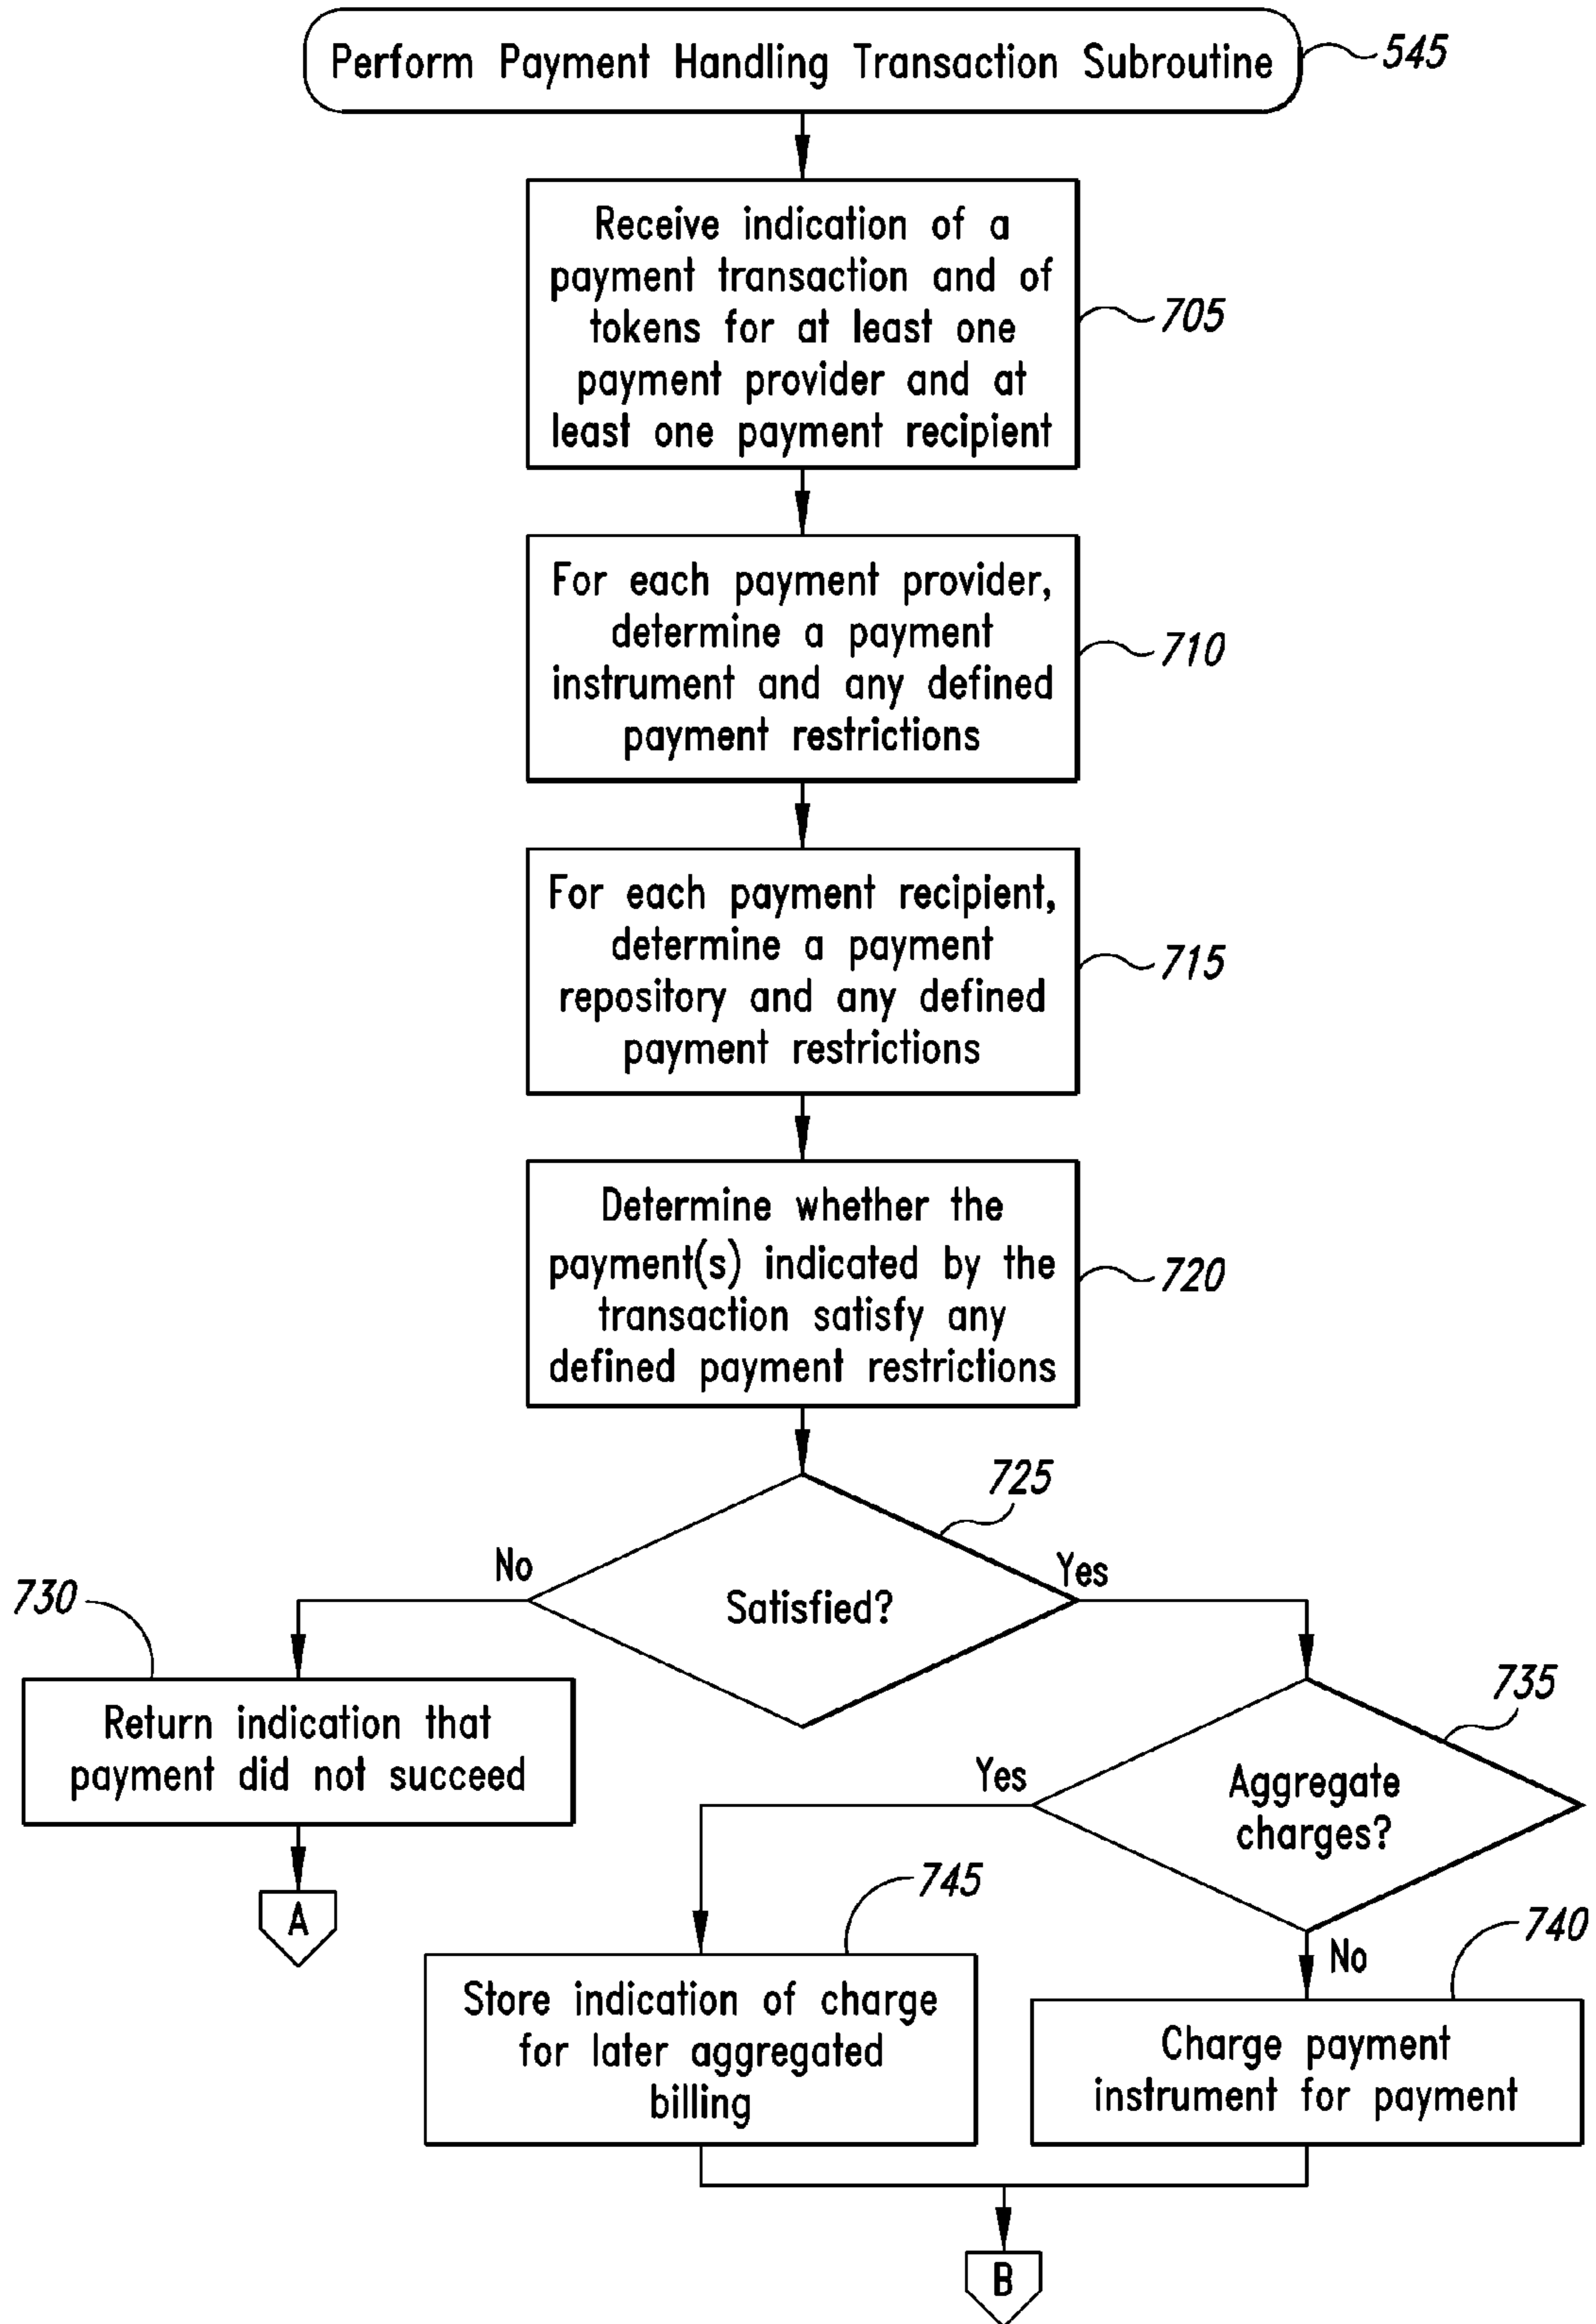 Perform Payment Handling Transaction Subroutine
545
Receive indication of a
payment transaction and of
tokens for at least one
payment provider and at
least one payment recipient
705
For each payment provider,
determine a payment
instrument and any defined
payment restrictions
710
For each payment recipient,
determine a payment
repository and any defined
payment restrictions
715
Determine whether the
payment(s) indicated by the
transaction satisfy any
defined payment restrictions
720
725
No
Yes
Satisfied?
730
Return indication that
payment did not succeed
A
735
Yes
Aggregate
charges?
No
745
Store indication of charge
for later aggregated
billing
740
Charge payment
instrument for payment
B